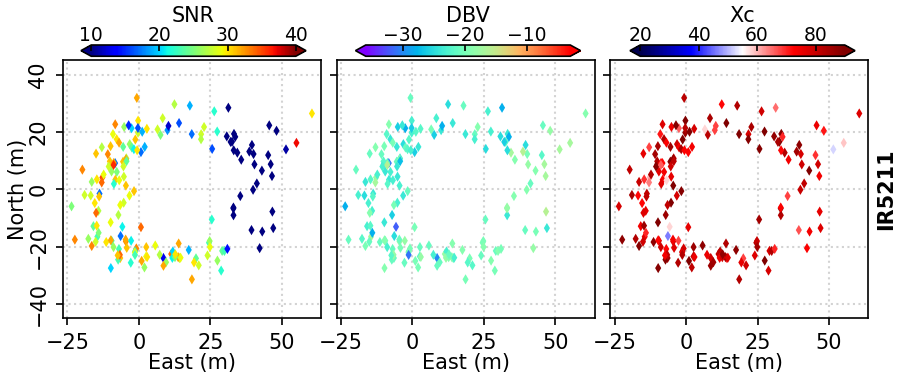 SNR DBV Xc
10 20 30 40 −30 −20 −10 20 40 60 80
40
20
0
−20
−40
North (m)
−25 0 25 50 −25 0 25 50 −25 0 25 50
East (m) East (m) East (m)
IR5211